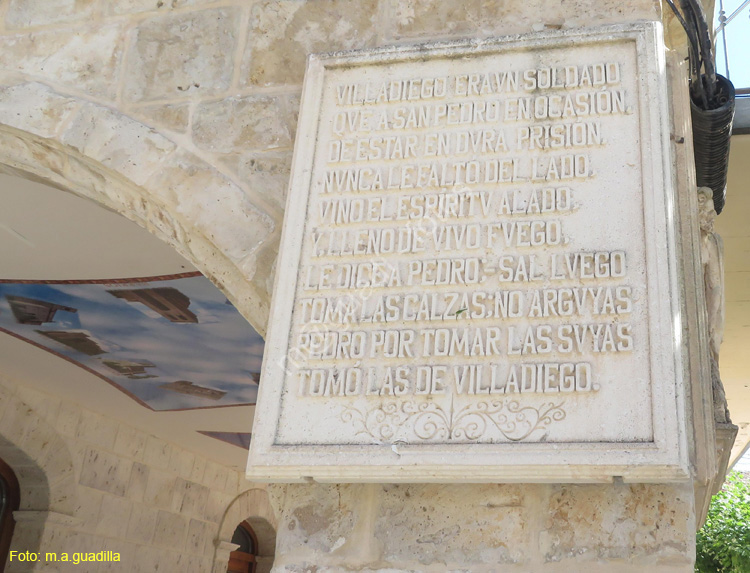 VILLADIEGO ERA VN SOLDADO
QVE A SAN PEDRO EN OCASIÓN,
DE ESTAR EN DVRA PRISIÓN,
NVNCA LE FALTÓ DEL LADO,
VINO EL ESPIRITV ALADO,
Y LLENO DE VIVO FVEGO,
LE DICE A PEDRO:-SAL LVEGO
TOMA LAS CALZAS, NO ARGVYAS
PEDRO POR TOMAR LAS SVYAS
TOMÓ LAS DE VILLADIEGO.
Foto: m.a.guadilla